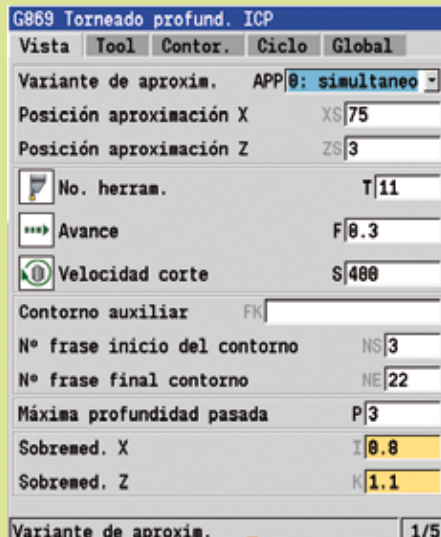 G869 Torneado profund. ICP
Vista Tool Contor. Ciclo Global
Variante de aproxim. APP 0: simultaneo
Posición aproximación X XS 75
Posición aproximación Z ZS 3
No. herram. T 11
Avance F 0.3
Velocidad corte S 400
Contorno auxiliar FK
Nº frase inicio del contorno NS 3
Nº frase final contorno NE 22
Máxima profundidad pasada P 3
Sobremed. X I 0.8
Sobremed. Z K 1.1
Variante de aproxim. 1/5